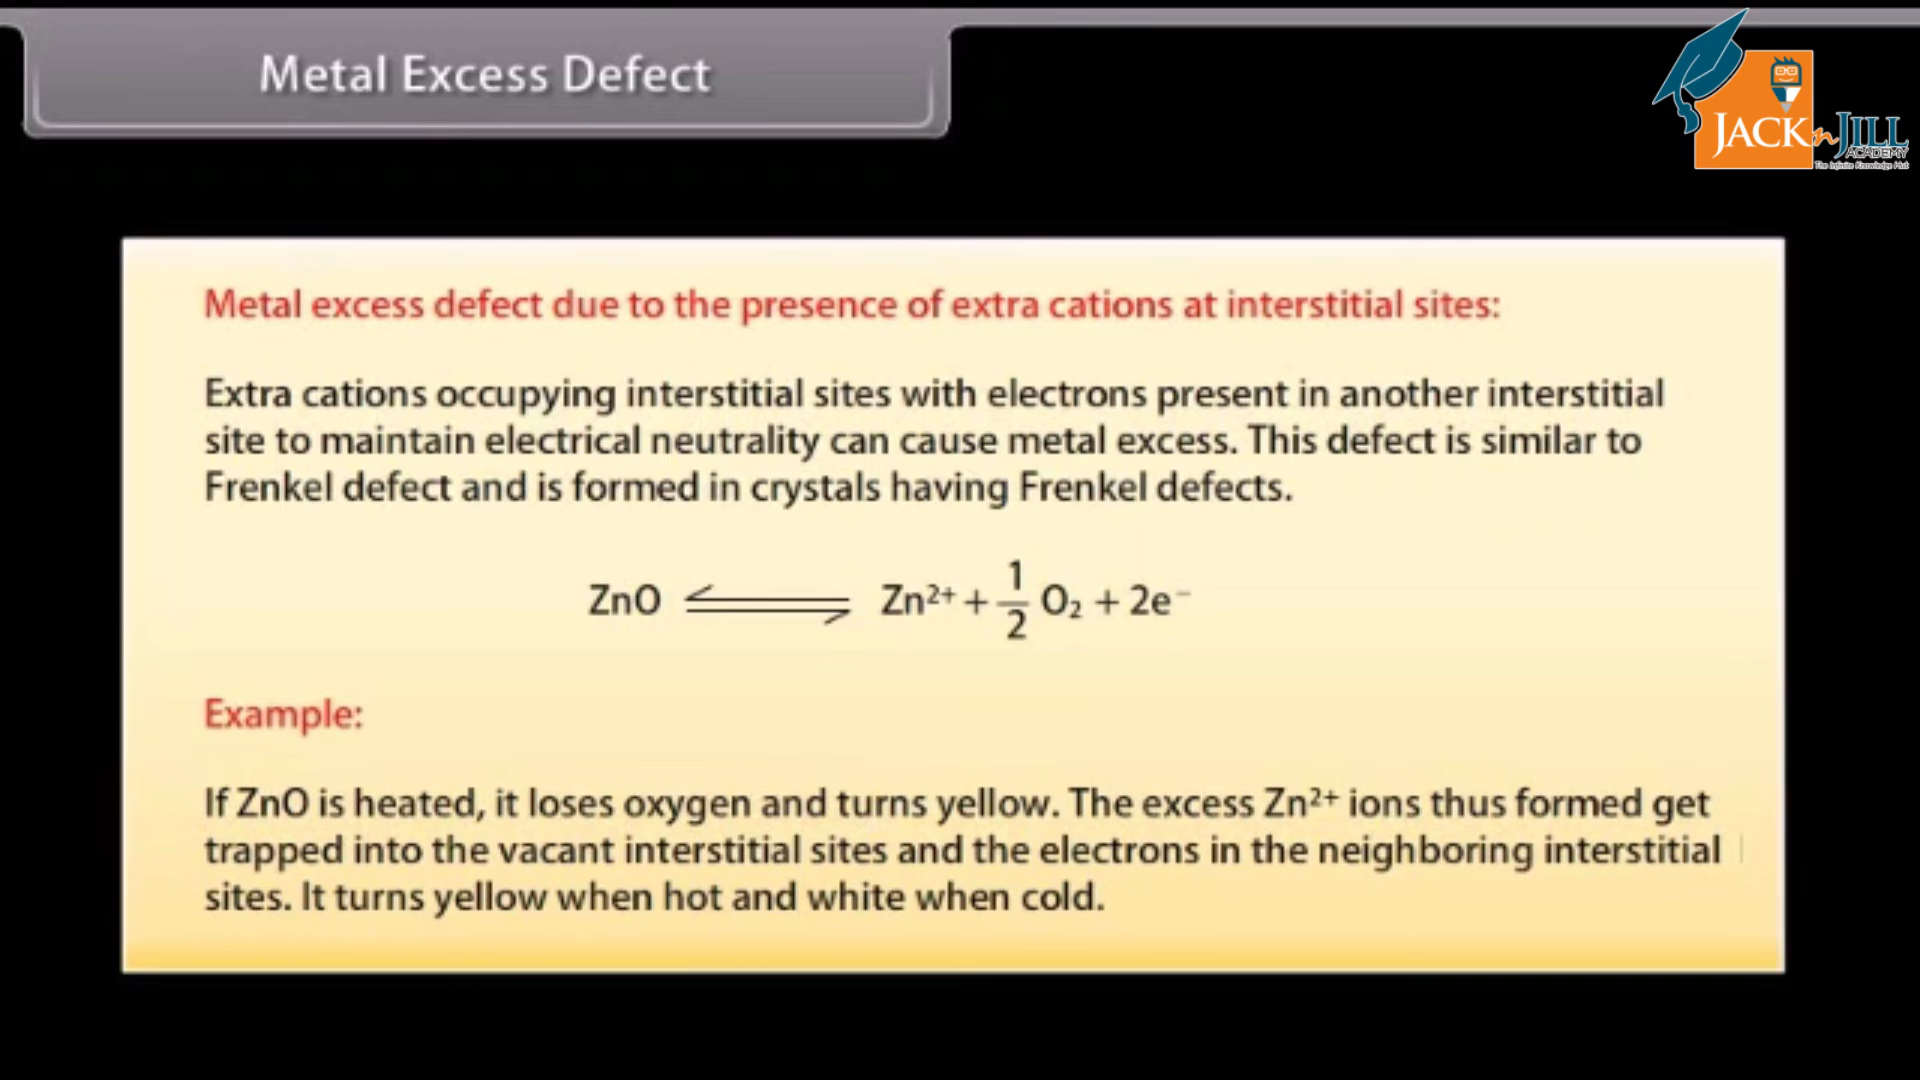 Metal Excess Defect
JACKnJILL
ACADEMY
The Infinite Knowledge Hub
Metal excess defect due to the presence of extra cations at interstitial sites:
Extra cations occupying interstitial sites with electrons present in another interstitial
site to maintain electrical neutrality can cause metal excess. This defect is similar to
Frenkel defect and is formed in crystals having Frenkel defects.
ZnO ⇌ Zn²⁺ + 1/2 O₂ + 2e⁻
Example:
If ZnO is heated, it loses oxygen and turns yellow. The excess Zn²⁺ ions thus formed get
trapped into the vacant interstitial sites and the electrons in the neighboring interstitial
sites. It turns yellow when hot and white when cold.